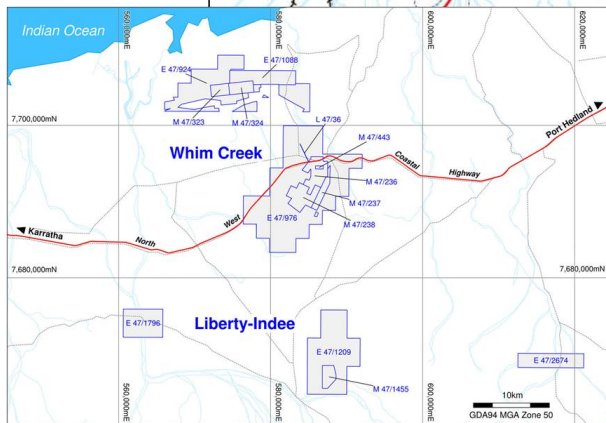 560,000mE
580,000mE
600,000mE
620,000mE
Indian Ocean
E 47/1088
E 47/924
M 47/323
M 47/324
L 47/36
M 47/443
7,700,000mN
Port Hedland
Whim Creek
Coastal
Highway
M 47/236
M 47/237
E 47/976
M 47/238
West
Karratha
North
7,680,000mN
7,680,000mN
E 47/1796
Liberty-Indee
E 47/1209
E 47/2674
M 47/1455
560,000mE
580,000mE
600,000mE
10km
GDA94 MGA Zone 50